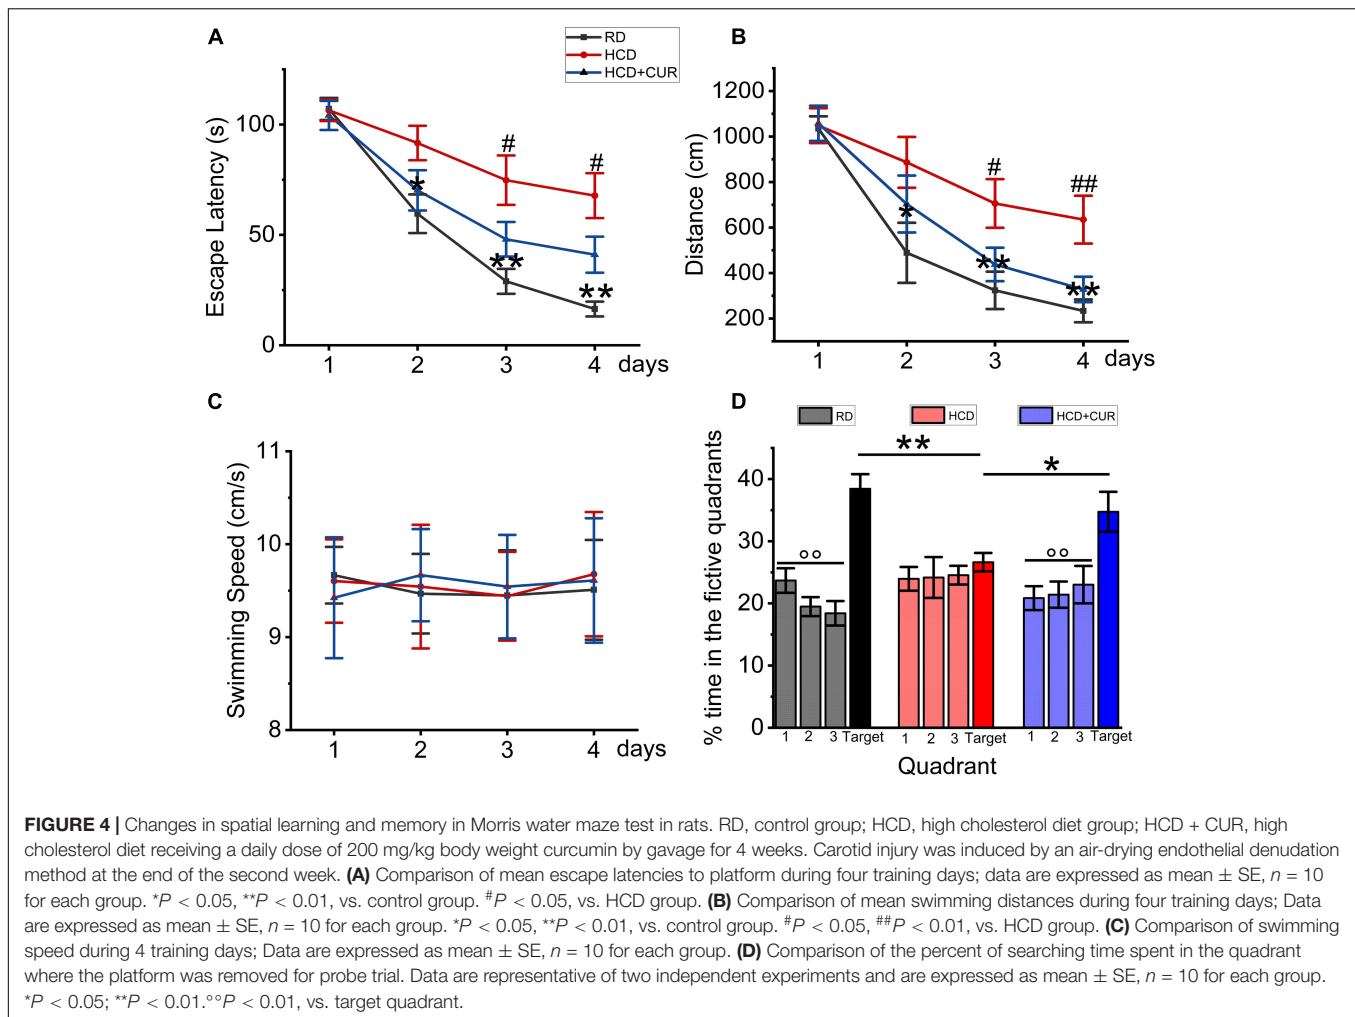 A
RD
HCD
HCD+CUR
Escape Latency (s)
100
50
0
#
#
*
**
**
1 2 3 4 days
B
Distance (cm)
1200
1000
800
600
400
200
#
##
*
**
**
1 2 3 4 days
C
Swimming Speed (cm/s)
11
10
9
8
1 2 3 4 days
D
RD HCD HCD+CUR
% time in the fictive quadrants
40
30
20
10
0
**
*
°°
°°
1 2 3 Target 1 2 3 Target 1 2 3 Target
Quadrant
FIGURE 4 | Changes in spatial learning and memory in Morris water maze test in rats. RD, control group; HCD, high cholesterol diet group; HCD + CUR, high
cholesterol diet receiving a daily dose of 200 mg/kg body weight curcumin by gavage for 4 weeks. Carotid injury was induced by an air-drying endothelial denudation
method at the end of the second week. (A) Comparison of mean escape latencies to platform during four training days; data are expressed as mean ± SE, n = 10
for each group. *P < 0.05, **P < 0.01, vs. control group. #P < 0.05, vs. HCD group. (B) Comparison of mean swimming distances during four training days; Data
are expressed as mean ± SE, n = 10 for each group. *P < 0.05, **P < 0.01, vs. control group. #P < 0.05, ##P < 0.01, vs. HCD group. (C) Comparison of swimming
speed during 4 training days; Data are expressed as mean ± SE, n = 10 for each group. (D) Comparison of the percent of searching time spent in the quadrant
where the platform was removed for probe trial. Data are representative of two independent experiments and are expressed as mean ± SE, n = 10 for each group.
*P < 0.05; **P < 0.01.°°P < 0.01, vs. target quadrant.